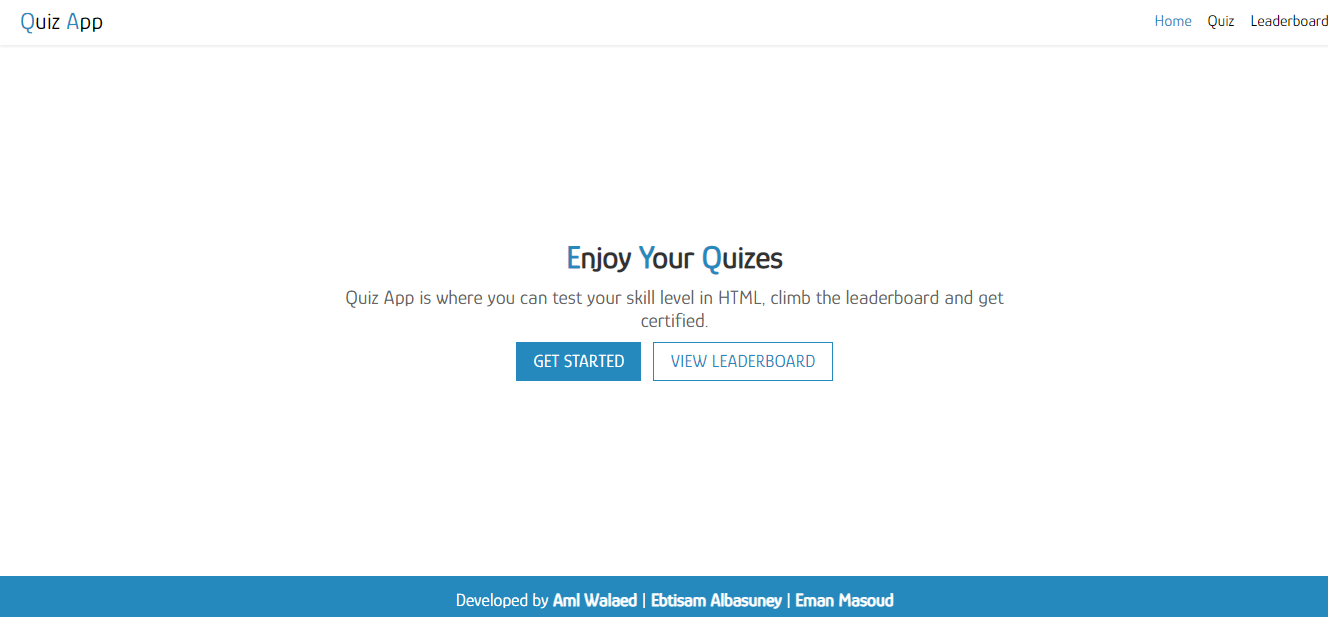 Quiz App
Home Quiz Leaderboard
Enjoy Your Quizes
Quiz App is where you can test your skill level in HTML, climb the leaderboard and get
certified.
GET STARTED VIEW LEADERBOARD
Developed by Aml Walaed | Ebtisam Albasuney | Eman Masoud